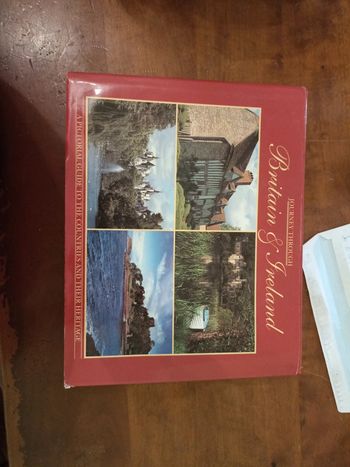 JOURNEY THROUGH
Britain & Ireland
A PICTORIAL GUIDE TO THE COUNTRIES AND THEIR HERITAGE